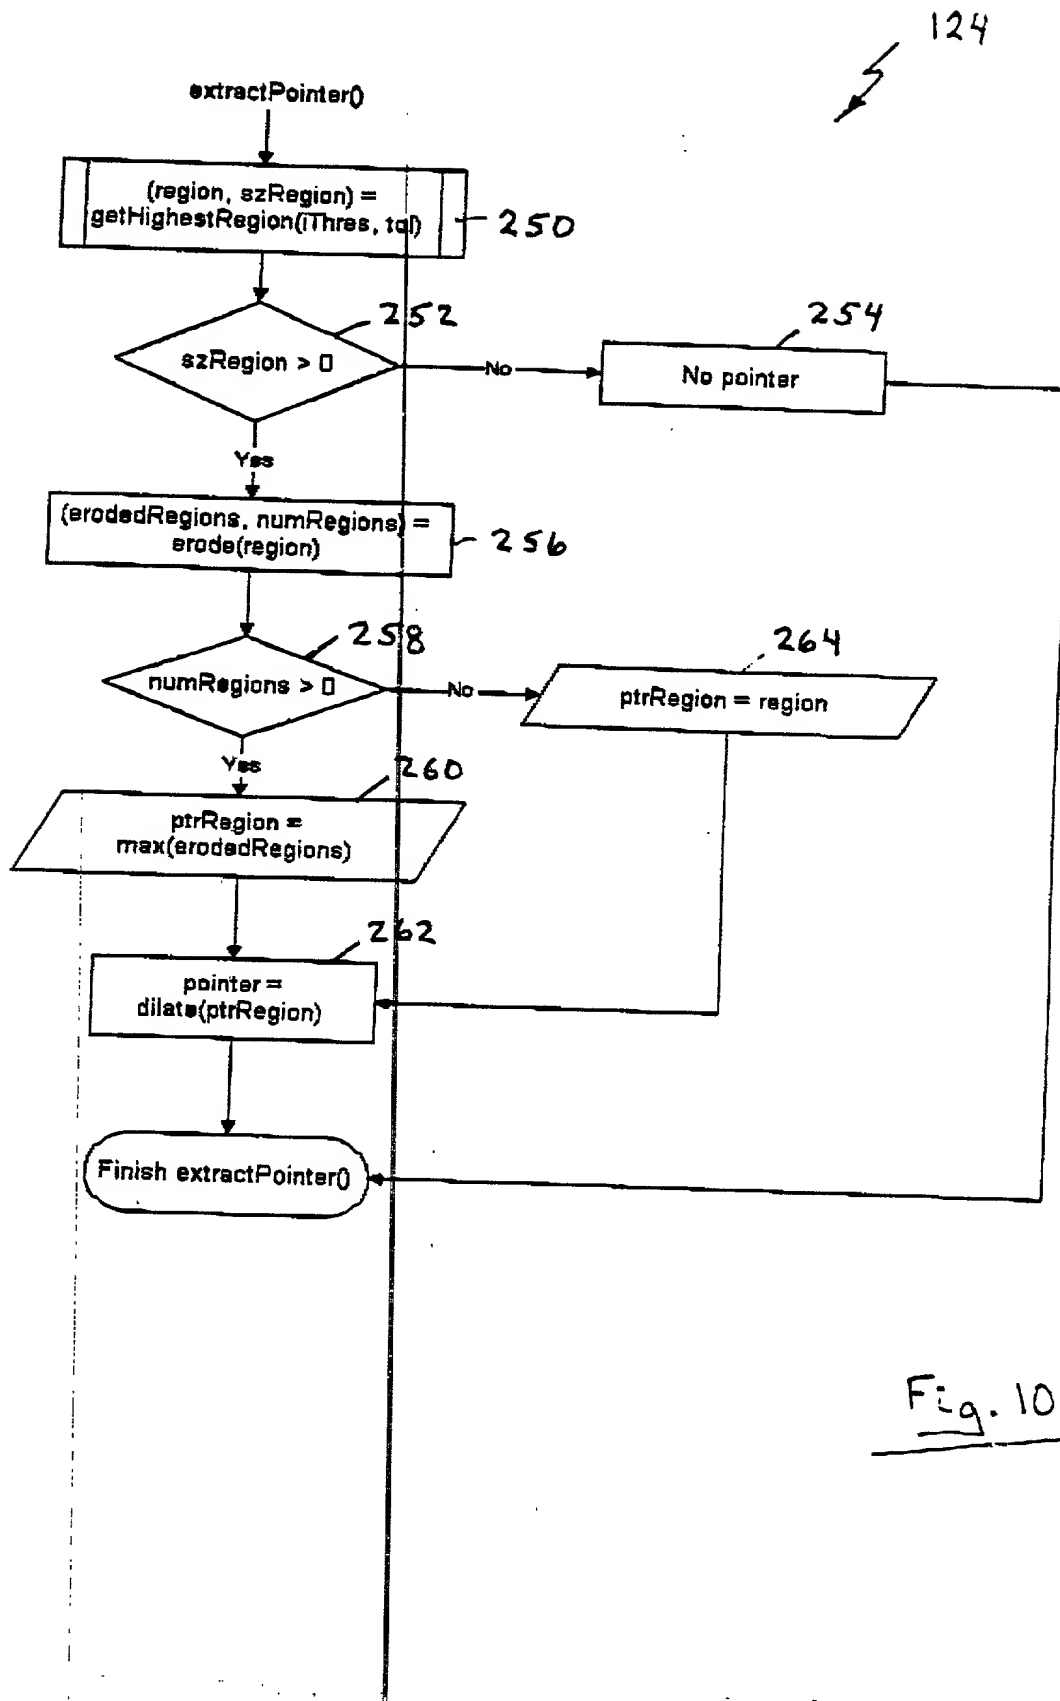 124
extractPointer()
(region, szRegion) =
getHighestRegion(iThres, tql)
250
252
szRegion > 0
No
254
No pointer
Yes
(erodedRegions, numRegions) =
erode(region)
256
258
numRegions > 0
No
264
ptrRegion = region
Yes
260
ptrRegion =
max(erodedRegions)
262
pointer =
dilate(ptrRegion)
Finish extractPointer()
Fig. 10